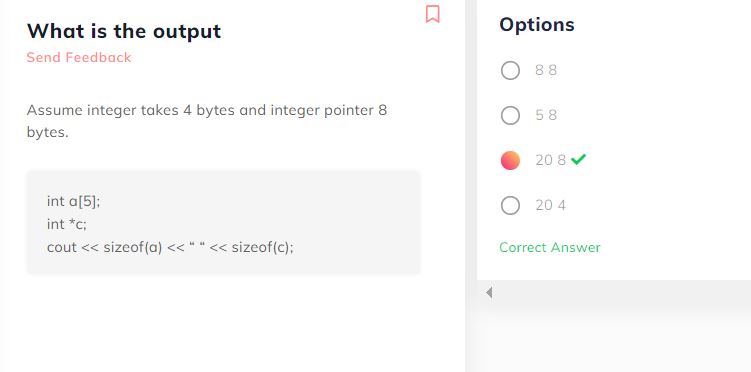 What is the output
Send Feedback
Assume integer takes 4 bytes and integer pointer 8
bytes.
int a[5];
int *c;
cout << sizeof(a) << “ “ << sizeof(c);
Options
8 8
5 8
20 8
20 4
Correct Answer